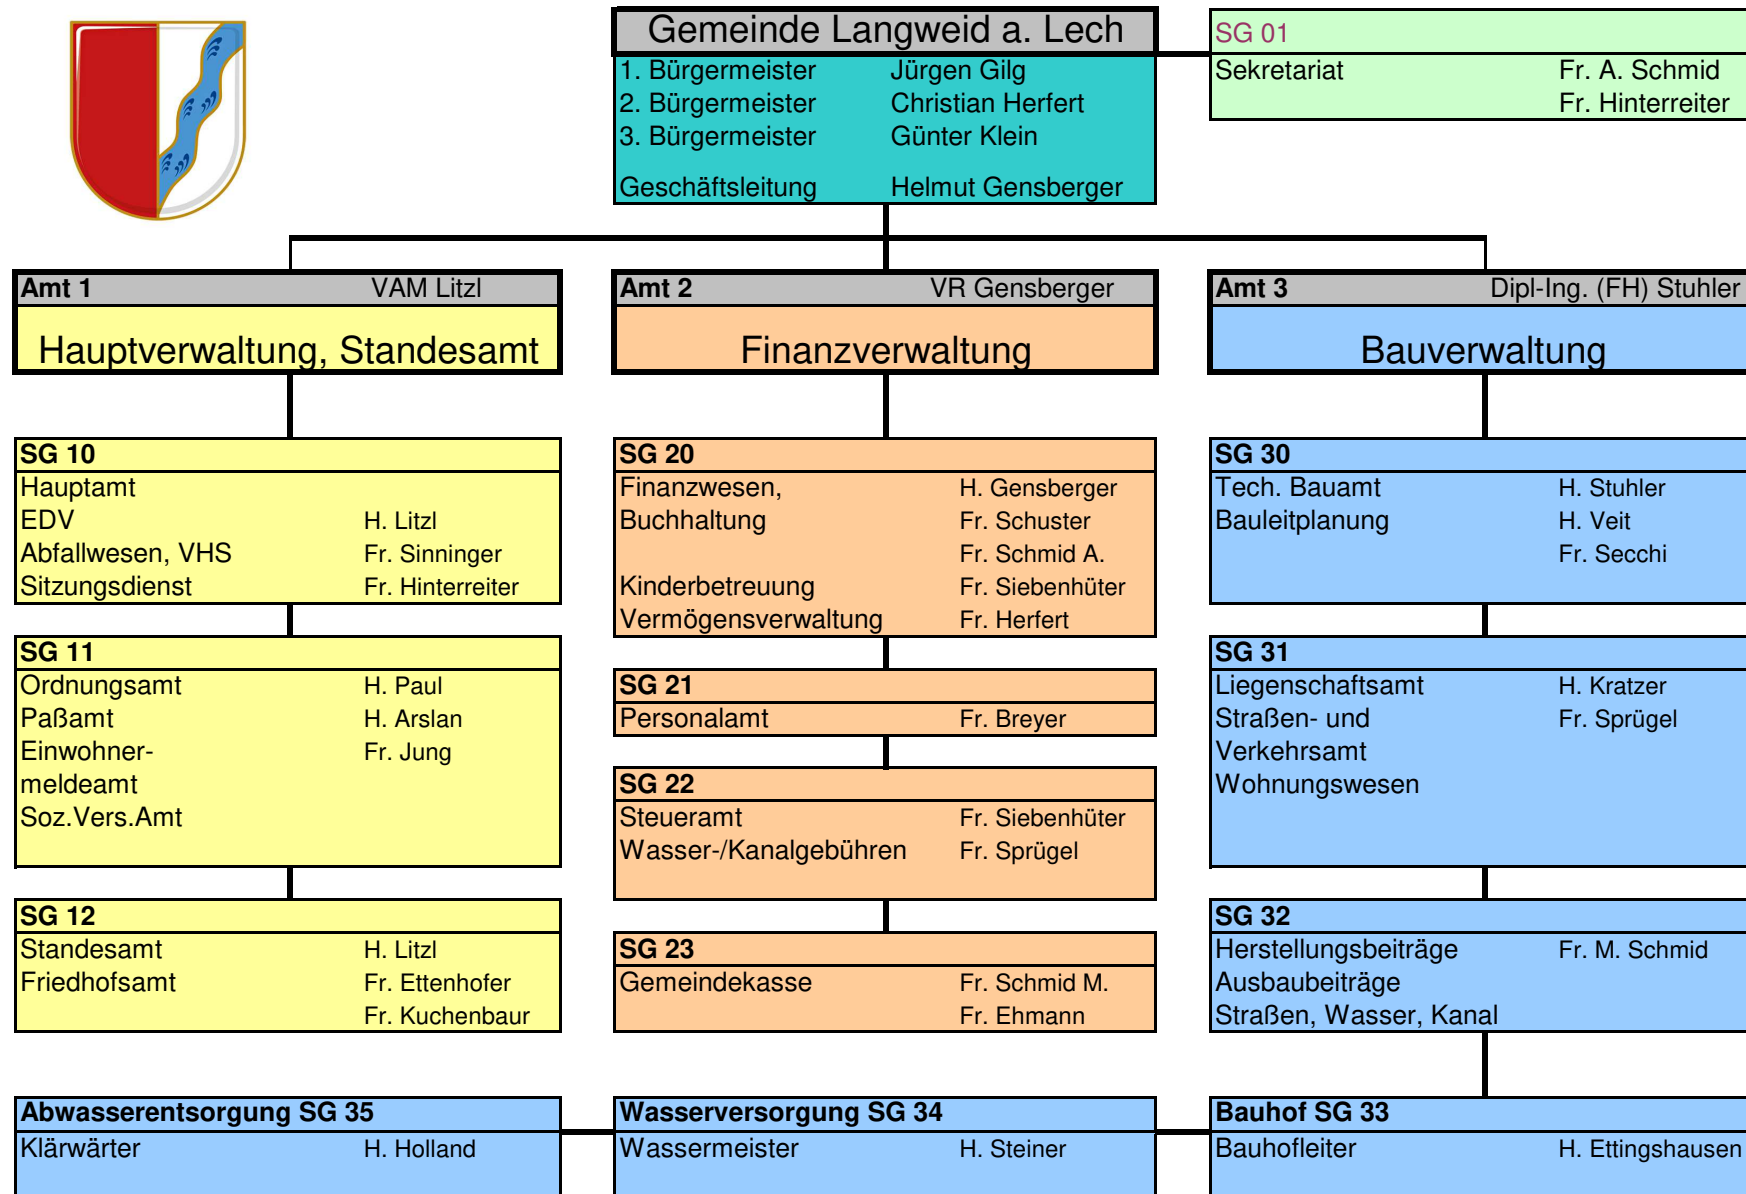 Gemeinde Langweid a. Lech
1. Bürgermeister Jürgen Gilg
2. Bürgermeister Christian Herfert
3. Bürgermeister Günter Klein
Geschäftsleitung Helmut Gensberger
SG 01
Sekretariat Fr. A. Schmid
Fr. Hinterreiter
Amt 1 VAM Litzl
Hauptverwaltung, Standesamt
SG 10
Hauptamt
EDV H. Litzl
Abfallwesen, VHS Fr. Sinninger
Sitzungsdienst Fr. Hinterreiter
SG 11
Ordnungsamt H. Paul
Paßamt H. Arslan
Einwohner- Fr. Jung
meldeamt
Soz.Vers.Amt
SG 12
Standesamt H. Litzl
Friedhofsamt Fr. Ettenhofer
Fr. Kuchenbaur
Amt 2 VR Gensberger
Finanzverwaltung
SG 20
Finanzwesen, H. Gensberger
Buchhaltung Fr. Schuster
Fr. Schmid A.
Kinderbetreuung Fr. Siebenhüter
Vermögensverwaltung Fr. Herfert
SG 21
Personalamt Fr. Breyer
SG 22
Steueramt Fr. Siebenhüter
Wasser-/Kanalgebühren Fr. Sprügel
SG 23
Gemeindekasse Fr. Schmid M.
Fr. Ehmann
Amt 3 Dipl-Ing. (FH) Stuhler
Bauverwaltung
SG 30
Tech. Bauamt H. Stuhler
Bauleitplanung H. Veit
Fr. Secchi
SG 31
Liegenschaftsamt H. Kratzer
Straßen- und Fr. Sprügel
Verkehrsamt
Wohnungswesen
SG 32
Herstellungsbeiträge Fr. M. Schmid
Ausbaubeiträge
Straßen, Wasser, Kanal
Abwasserentsorgung SG 35
Klärwärter H. Holland
Wasserversorgung SG 34
Wassermeister H. Steiner
Bauhof SG 33
Bauhofleiter H. Ettingshausen